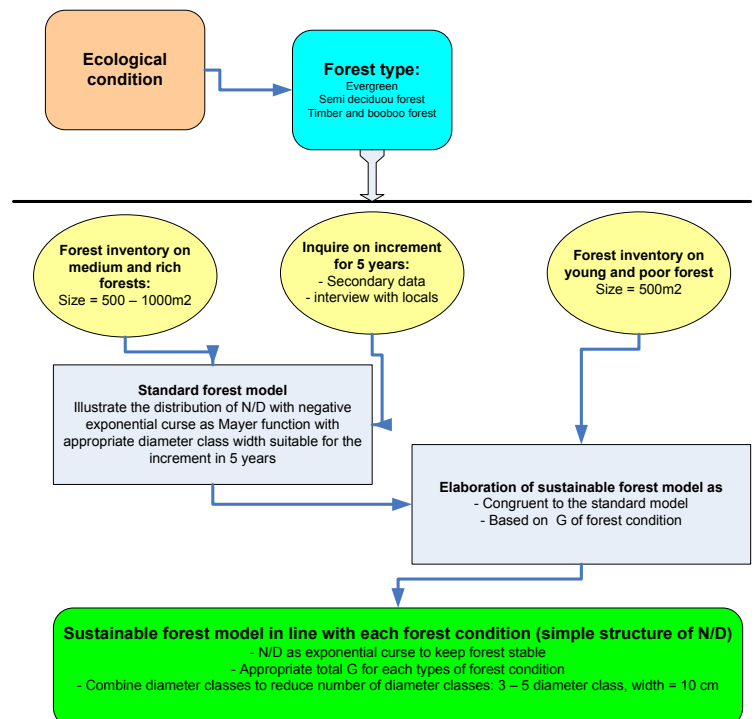 Ecological
condition
Forest type:
Evergreen
Semi deciduou forest
Timber and booboo forest
Forest inventory on
medium and rich
forests:
Size = 500 – 1000m2
Inquire on increment
for 5 years:
- Secondary data
- interview with locals
Forest inventory on
young and poor forest
Size = 500m2
Standard forest model
Illustrate the distribution of N/D with negative
exponential curse as Mayer function with
appropriate diameter class width suitable for the
increment in 5 years
Elaboration of sustainable forest model as
- Congruent to the standard model
- Based on G of forest condition
Sustainable forest model in line with each forest condition (simple structure of N/D)
- N/D as exponential curse to keep forest stable
- Appropriate total G for each types of forest condition
- Combine diameter classes to reduce number of diameter classes: 3 – 5 diameter class, width = 10 cm